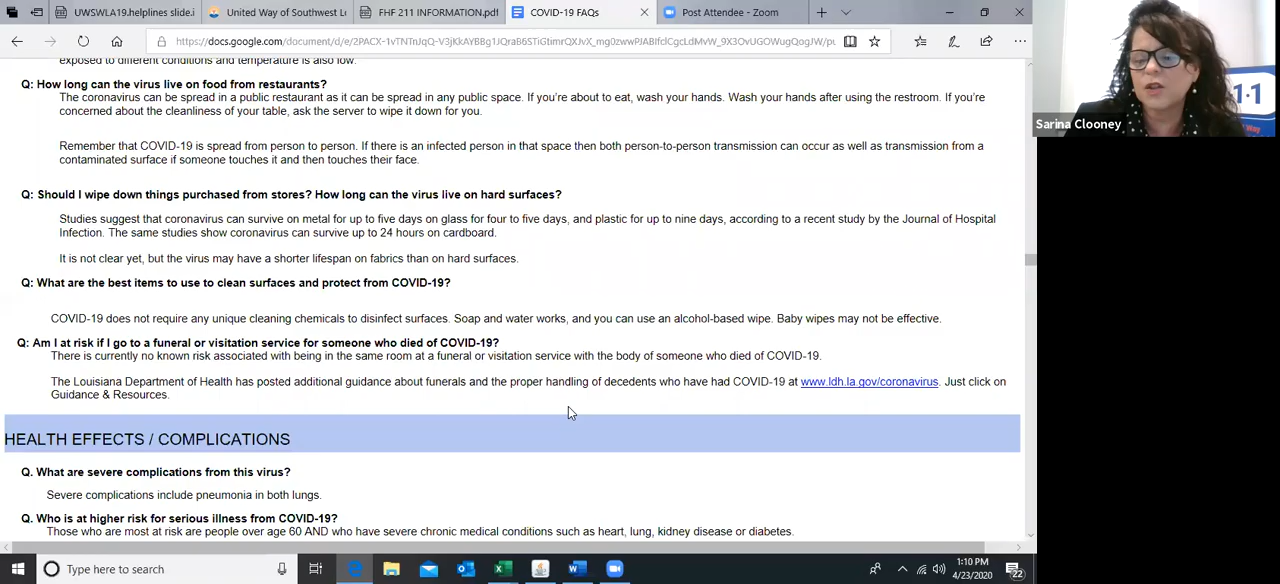 UWSWLA19.helplines slide.i
United Way of Southwest Lo
FHF 211 INFORMATION.pdf
COVID-19 FAQs
Post Attendee - Zoom
https://docs.google.com/document/d/e/2PACX-1vTNTnJqQ-V3jKkAYBBg1JQraB6STiGtimrQXJvX_mg0zwwPJABIfclCgcLdMvW_9X3OvUGOWugQogJW/pu
exposed to different conditions and temperature is also low.
Q: How long can the virus live on food from restaurants?
The coronavirus can be spread in a public restaurant as it can be spread in any public space. If you're about to eat, wash your hands. Wash your hands after using the restroom. If you're
concerned about the cleanliness of your table, ask the server to wipe it down for you.
Remember that COVID-19 is spread from person to person. If there is an infected person in that space then both person-to-person transmission can occur as well as transmission from a
contaminated surface if someone touches it and then touches their face.
Q: Should I wipe down things purchased from stores? How long can the virus live on hard surfaces?
Studies suggest that coronavirus can survive on metal for up to five days on glass for four to five days, and plastic for up to nine days, according to a recent study by the Journal of Hospital
Infection. The same studies show coronavirus can survive up to 24 hours on cardboard.
It is not clear yet, but the virus may have a shorter lifespan on fabrics than on hard surfaces.
Q: What are the best items to use to clean surfaces and protect from COVID-19?
COVID-19 does not require any unique cleaning chemicals to disinfect surfaces. Soap and water works, and you can use an alcohol-based wipe. Baby wipes may not be effective.
Q: Am I at risk if I go to a funeral or visitation service for someone who died of COVID-19?
There is currently no known risk associated with being in the same room at a funeral or visitation service with the body of someone who died of COVID-19.
The Louisiana Department of Health has posted additional guidance about funerals and the proper handling of decedents who have had COVID-19 at www.ldh.la.gov/coronavirus. Just click on
Guidance & Resources.
HEALTH EFFECTS / COMPLICATIONS
Q. What are severe complications from this virus?
Severe complications include pneumonia in both lungs.
Q. Who is at higher risk for serious illness from COVID-19?
Those who are most at risk are people over age 60 AND who have severe chronic medical conditions such as heart, lung, kidney disease or diabetes.
Type here to search
1:10 PM
4/23/2020
22
Sarina Clooney
1·1
Way